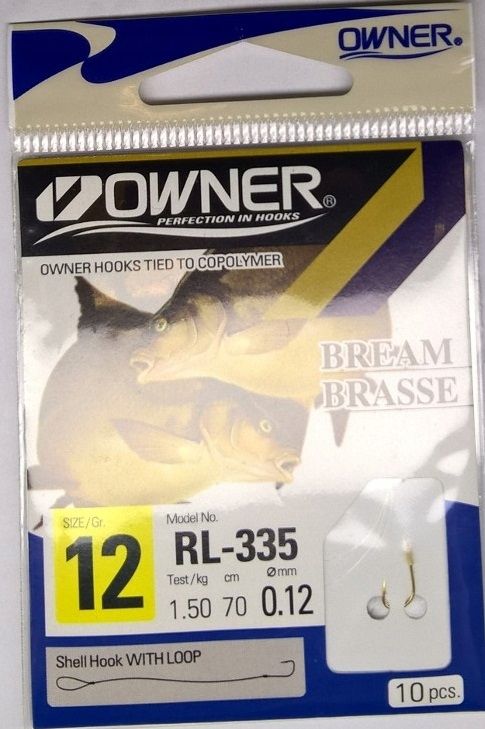 OWNER®
OWNER®
PERFECTION IN HOOKS
OWNER HOOKS TIED TO COPOLYMER
BREAM
BRASSE
SIZE/Gr.
12
Model No.
RL-335
Test/kg cm Ømm
1.50 70 0.12
Shell Hook WITH LOOP
10 pcs.